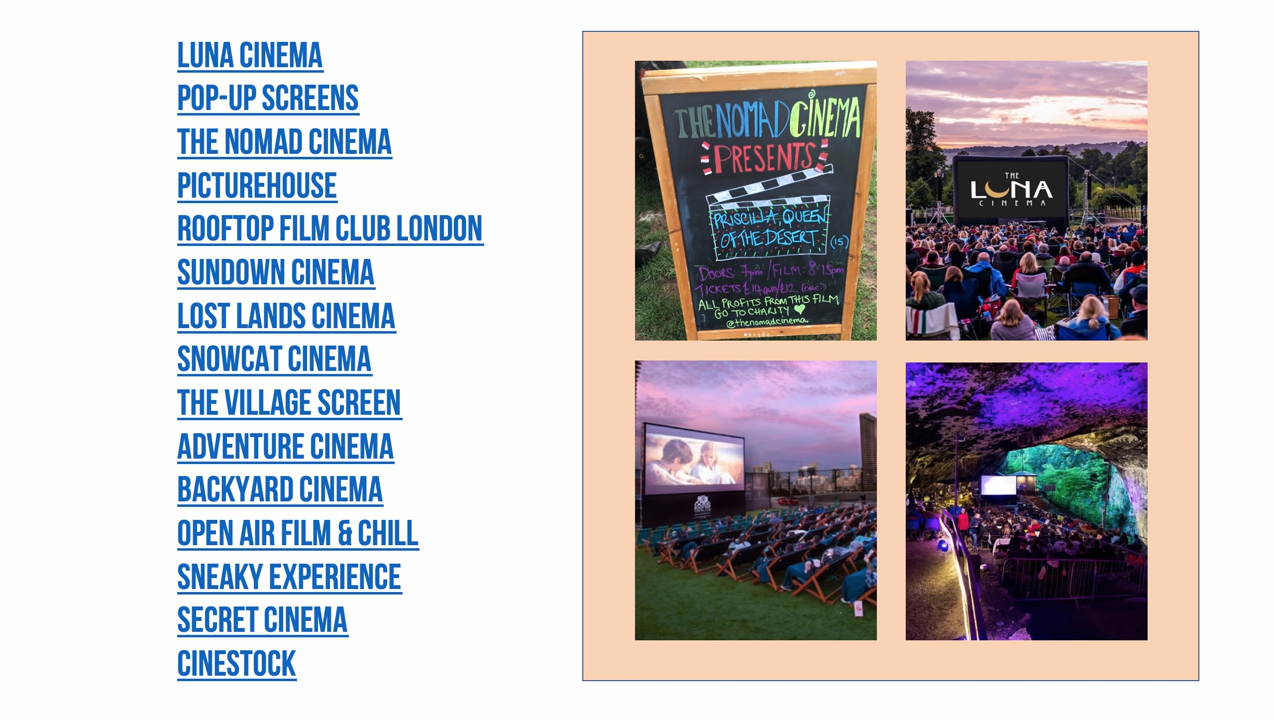 LUNA CINEMA
POP-UP SCREENS
THE NOMAD CINEMA
PICTUREHOUSE
ROOFTOP FILM CLUB LONDON
SUNDOWN CINEMA
LOST LANDS CINEMA
SNOWCAT CINEMA
THE VILLAGE SCREEN
ADVENTURE CINEMA
BACKYARD CINEMA
OPEN AIR FILM & CHILL
SNEAKY EXPERIENCE
SECRET CINEMA
CINESTOCK
THE NOMAD CINEMA
PRESENTS
PRISCILLA, QUEEN
OF THE DESERT (15)
DOORS: 7pm / FILM: 8:15pm
TICKETS
ALL PROFITS FROM THIS FILM
GO TO CHARITY ♥
@thenomadcinema
THE
LUNA
CINEMA